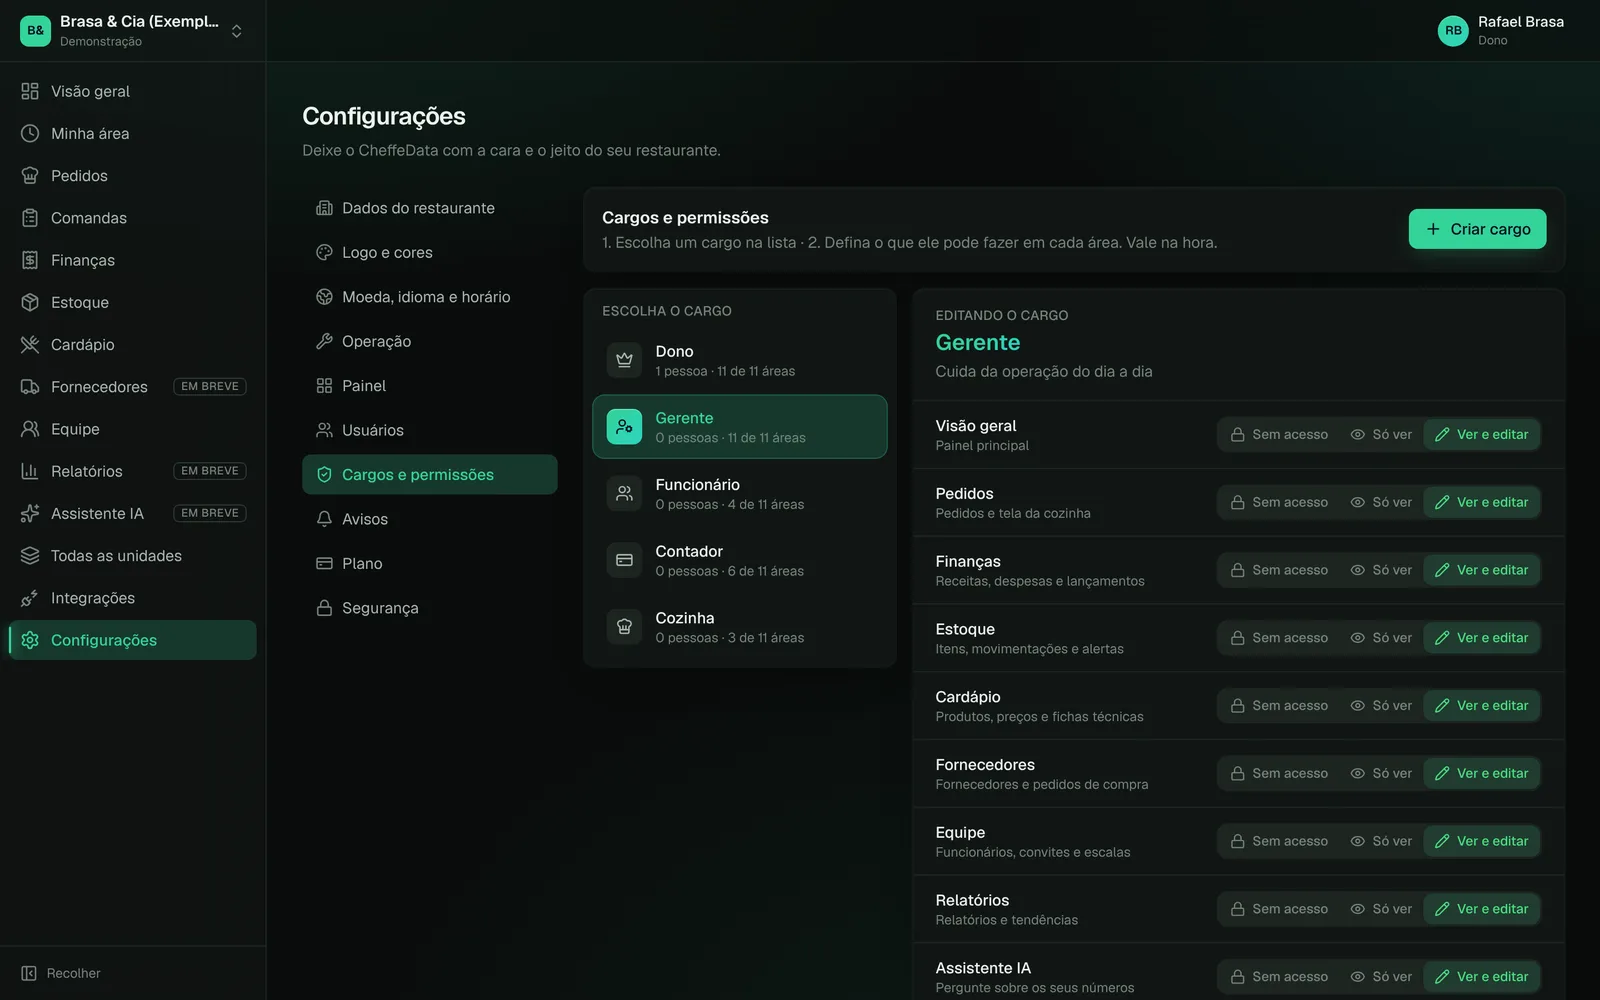 B&
Brasa & Cia (Exempl...
Demonstração
RB
Rafael Brasa
Dono
Visão geral
Minha área
Pedidos
Comandas
Finanças
Estoque
Cardápio
Fornecedores
EM BREVE
Equipe
Relatórios
EM BREVE
Assistente IA
EM BREVE
Todas as unidades
Integrações
Configurações
Recolher
Configurações
Deixe o CheffeData com a cara e o jeito do seu restaurante.
Dados do restaurante
Logo e cores
Moeda, idioma e horário
Operação
Painel
Usuários
Cargos e permissões
Avisos
Plano
Segurança
Cargos e permissões
1. Escolha um cargo na lista · 2. Defina o que ele pode fazer em cada área. Vale na hora.
+ Criar cargo
ESCOLHA O CARGO
Dono
1 pessoa · 11 de 11 áreas
Gerente
0 pessoas · 11 de 11 áreas
Funcionário
0 pessoas · 4 de 11 áreas
Contador
0 pessoas · 6 de 11 áreas
Cozinha
0 pessoas · 3 de 11 áreas
EDITANDO O CARGO
Gerente
Cuida da operação do dia a dia
Visão geral
Painel principal
Sem acesso Só ver Ver e editar
Pedidos
Pedidos e tela da cozinha
Sem acesso Só ver Ver e editar
Finanças
Receitas, despesas e lançamentos
Sem acesso Só ver Ver e editar
Estoque
Itens, movimentações e alertas
Sem acesso Só ver Ver e editar
Cardápio
Produtos, preços e fichas técnicas
Sem acesso Só ver Ver e editar
Fornecedores
Fornecedores e pedidos de compra
Sem acesso Só ver Ver e editar
Equipe
Funcionários, convites e escalas
Sem acesso Só ver Ver e editar
Relatórios
Relatórios e tendências
Sem acesso Só ver Ver e editar
Assistente IA
Pergunte sobre os seus números
Sem acesso Só ver Ver e editar